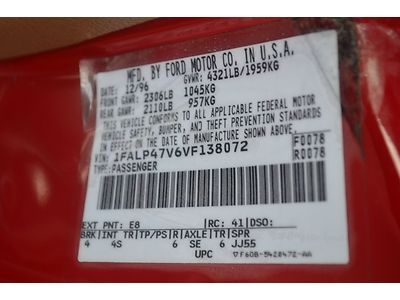 MFD. BY FORD MOTOR CO. IN U.S.A.
DATE: 12/96 GVWR: 4321LB/1959KG
FRONT GAWR: 2306LB 1045KG
REAR GAWR: 2110LB 957KG
THIS VEHICLE CONFORMS TO ALL APPLICABLE FEDERAL MOTOR
VEHICLE SAFETY, BUMPER, AND THEFT PREVENTION STANDARDS
IN EFFECT ON THE DATE OF MANUFACTURE SHOWN ABOVE.
VIN: 1FALP47V6VF138072 F0078
TYPE: PASSENGER R0078
EXT PNT: E8 RC: 41 DSO:
BRK INT TR TP/PS R AXLE TR SPR
4 4S 6 SE 6 JJ55
UPC F6OB-5420472-AA